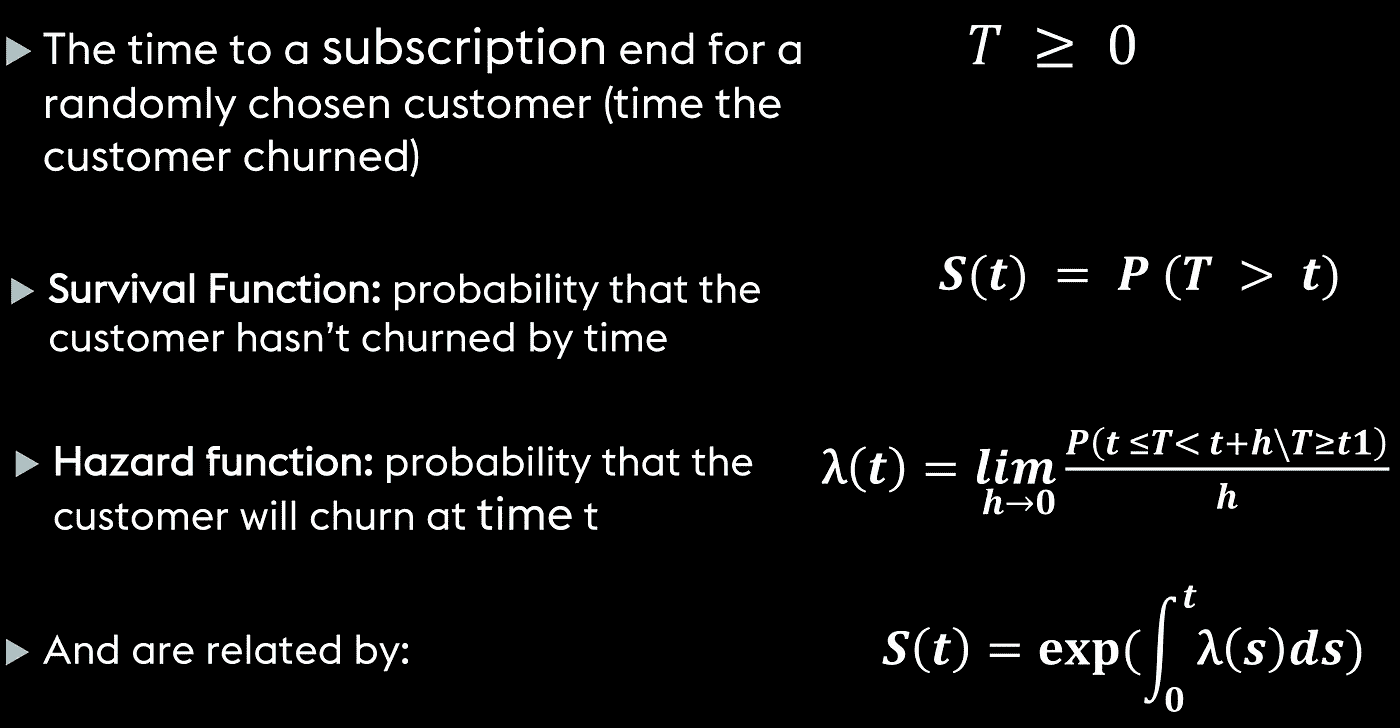 ▶ The time to a subscription end for a
randomly chosen customer (time the
customer churned)
T ≥ 0
▶ Survival Function: probability that the
customer hasn’t churned by time
S(t) = P (T > t)
▶ Hazard function: probability that the
customer will churn at time t
λ(t) = lim h→0 P(t ≤T< t+h\T≥t1) / h
▶ And are related by:
S(t) = exp(∫₀ᵗ λ(s)ds)